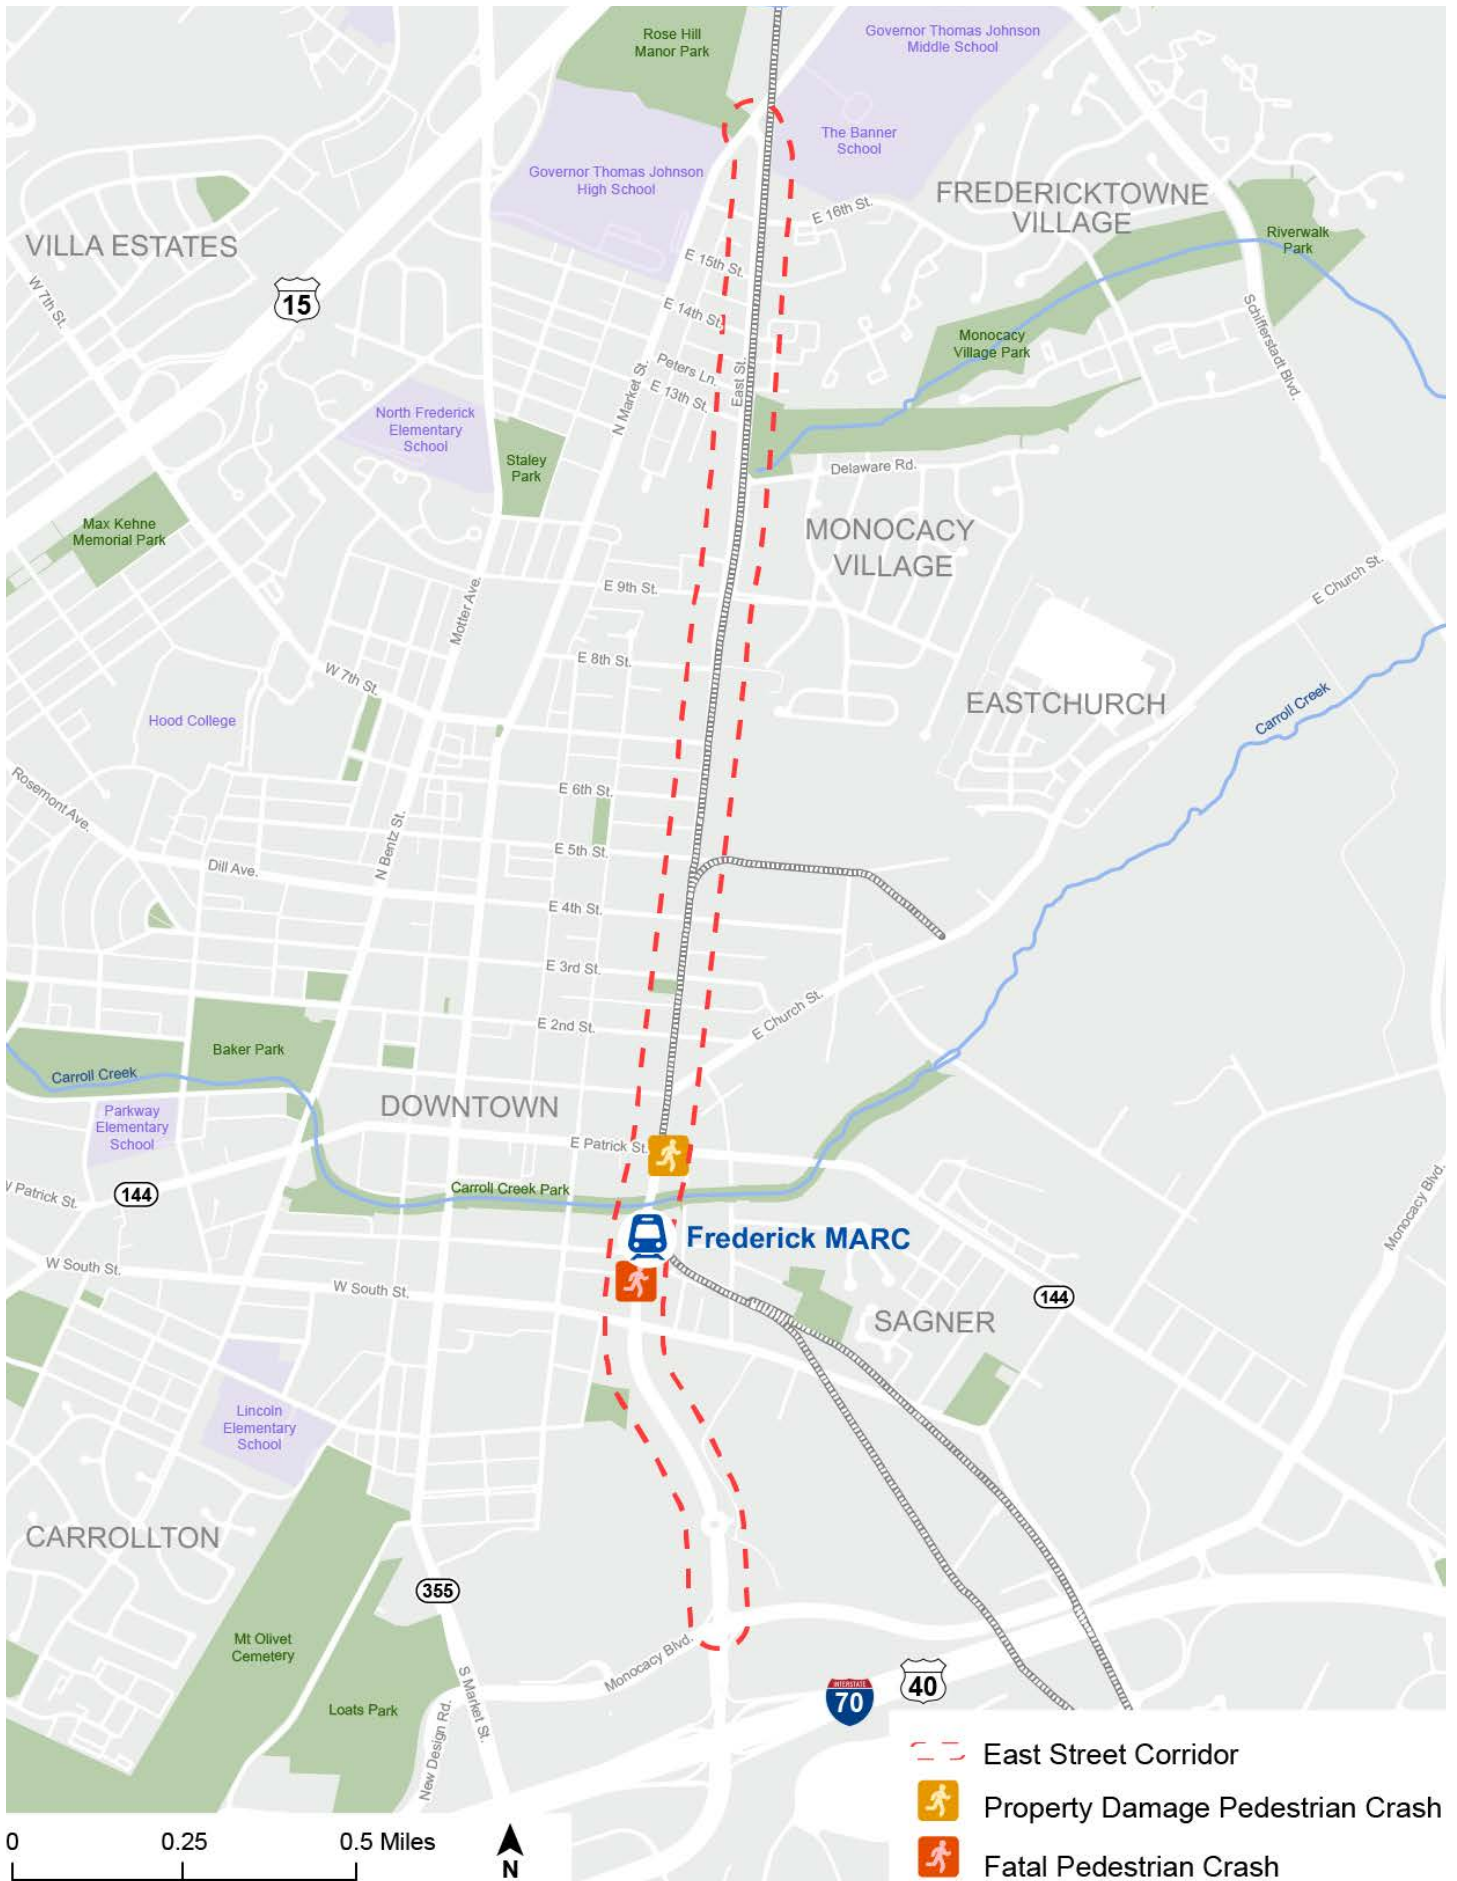 Rose Hill
Manor Park
Governor Thomas Johnson
Middle School
The Banner
School
Governor Thomas Johnson
High School
FREDERICKTOWNE
VILLAGE
E 16th St.
Riverwalk
Park
VILLA ESTATES
E 15th St.
W 7th St.
15
E 14th St.
Schifferstadt Blvd.
Monocacy
Village Park
Peters Ln.
East St.
N Market St.
E 13th St.
North Frederick
Elementary
School
Staley
Park
Delaware Rd.
Max Kehne
Memorial Park
MONOCACY
VILLAGE
E Church St.
E 9th St.
Motter Ave.
E 8th St.
W 7th St.
EASTCHURCH
Carroll Creek
Hood College
Rosemont Ave.
E 6th St.
N Bentz St.
E 5th St.
Dill Ave.
E 4th St.
E 3rd St.
E Church St.
E 2nd St.
Baker Park
Carroll Creek
DOWNTOWN
Parkway
Elementary
School
E Patrick St.
W Patrick St.
144
Carroll Creek Park
Monocacy Blvd.
Frederick MARC
W South St.
W South St.
144
SAGNER
Lincoln
Elementary
School
CARROLLTON
355
Mt Olivet
Cemetery
Monocacy Blvd.
S Market St.
Loats Park
New Design Rd.
INTERSTATE
70
40
East Street Corridor
Property Damage Pedestrian Crash
Fatal Pedestrian Crash
0 0.25 0.5 Miles
N